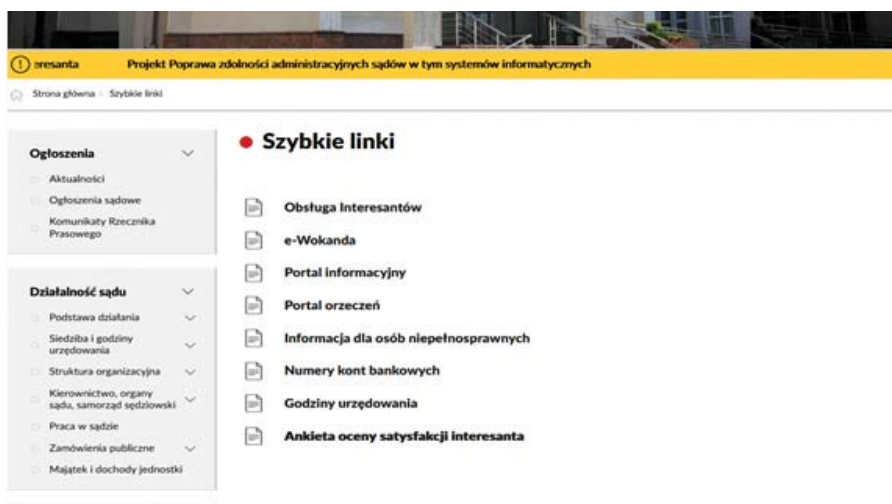 eresanta Projekt Poprawa zdolności administracyjnych sądów w tym systemów informatycznych
Strona główna Szybkie linki
Ogłoszenia
Aktualności
Ogłoszenia sądowe
Komunikaty Rzecznika
Prasowego
Działalność sądu
Podstawa działania
Siedziba i godziny
urzędowania
Struktura organizacyjna
Kierownictwo, organy
sądu, samorząd sędziowski
Praca w sądzie
Zamówienia publiczne
Majątek i dochody jednostki
Szybkie linki
Obsługa Interesantów
e-Wokanda
Portal informacyjny
Portal orzeczeń
Informacja dla osób niepełnosprawnych
Numery kont bankowych
Godziny urzędowania
Ankieta oceny satysfakcji interesanta